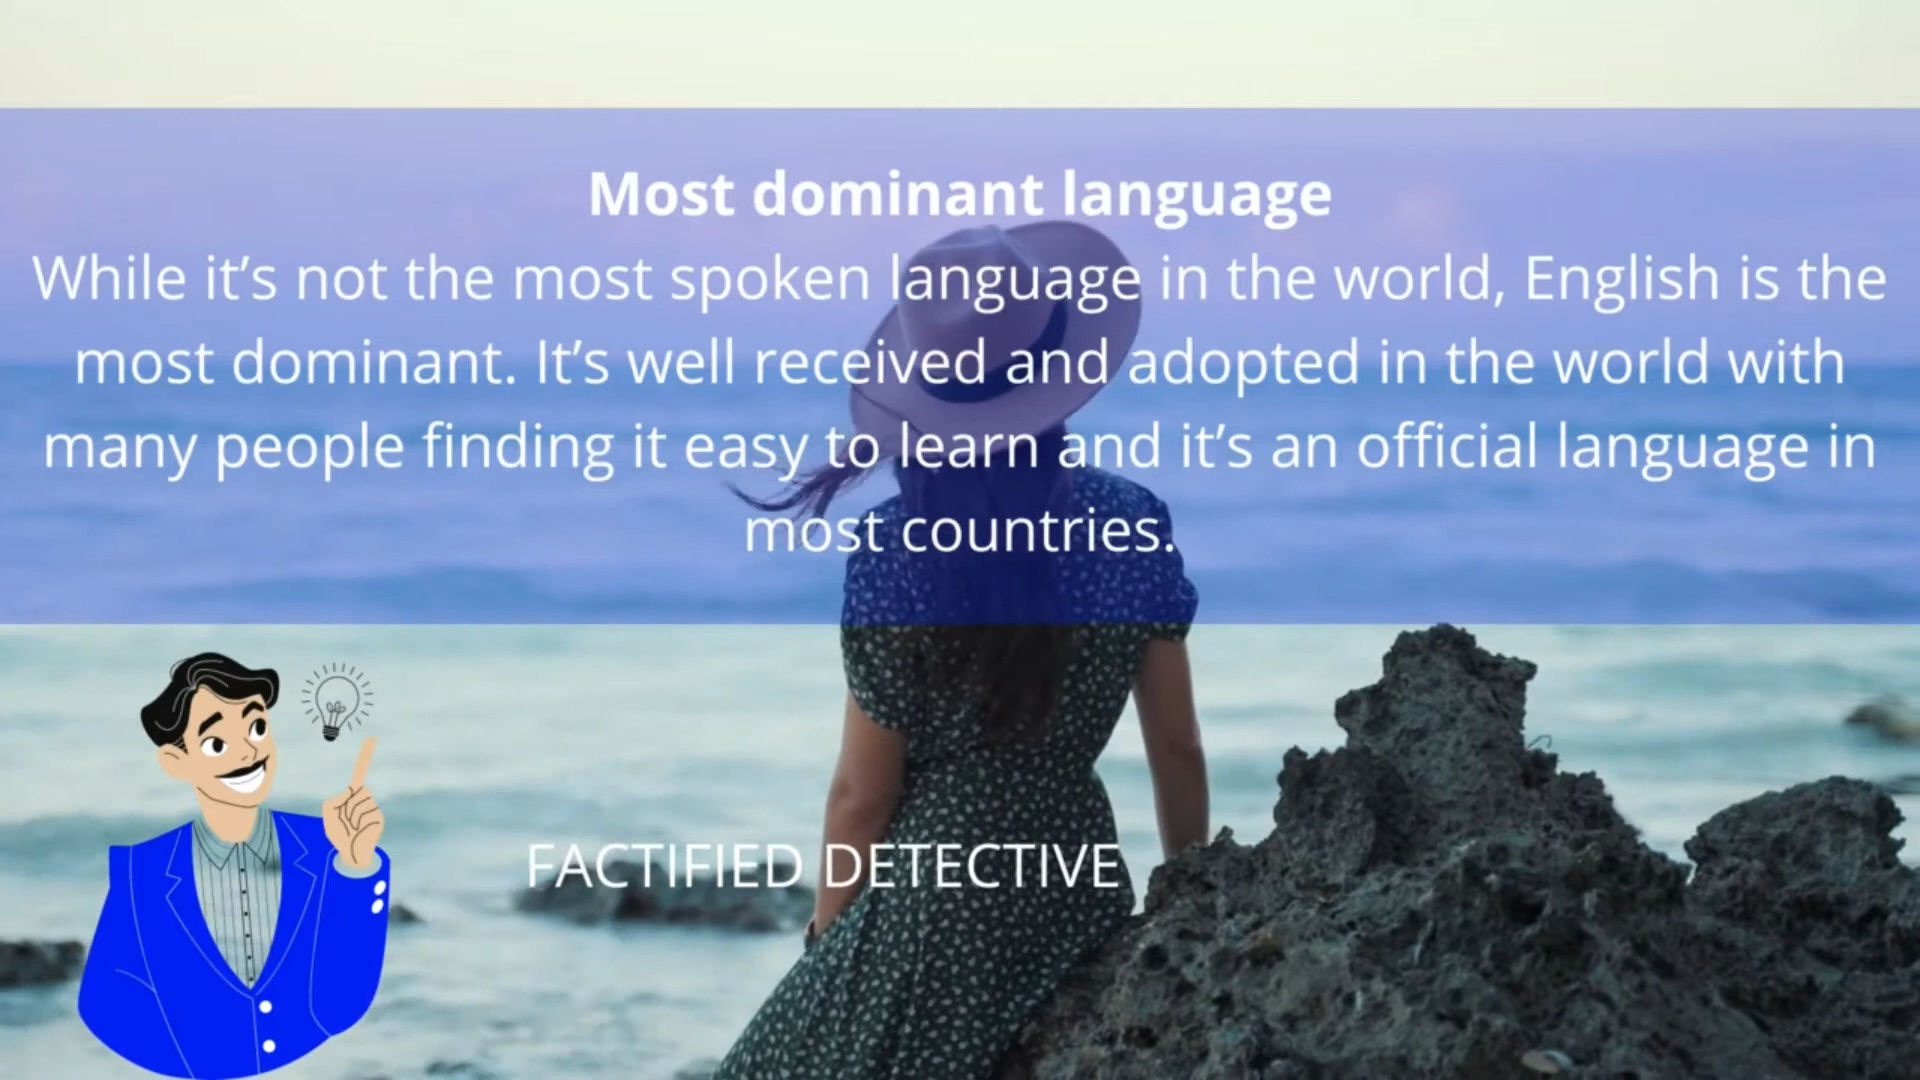 Most dominant language
While it’s not the most spoken language in the world, English is the
most dominant. It’s well received and adopted in the world with
many people finding it easy to learn and it’s an official language in
most countries.
FACTIFIED DETECTIVE